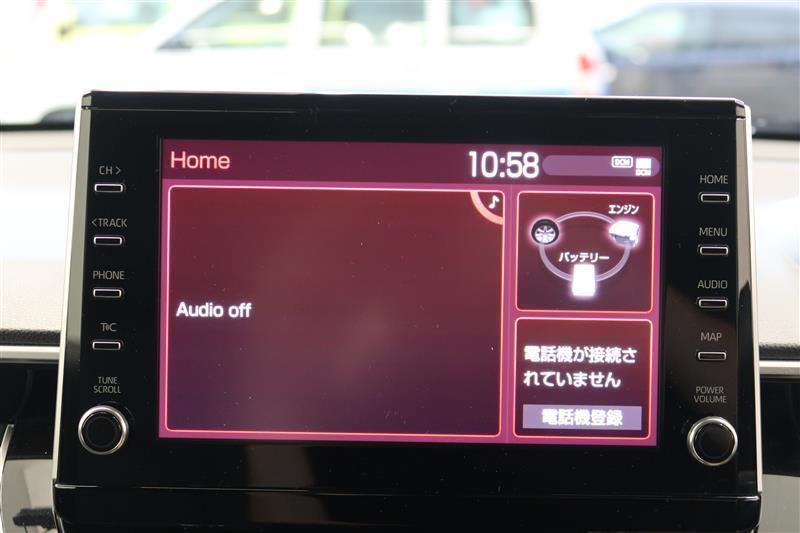 Home
10:58
DCM
DCM
CH >
< TRACK
PHONE
T C
TUNE
SCROLL
Audio off
エンジン
バッテリー
電話機が接続さ
れていません
電話機登録
HOME
MENU
AUDIO
MAP
POWER
VOLUME